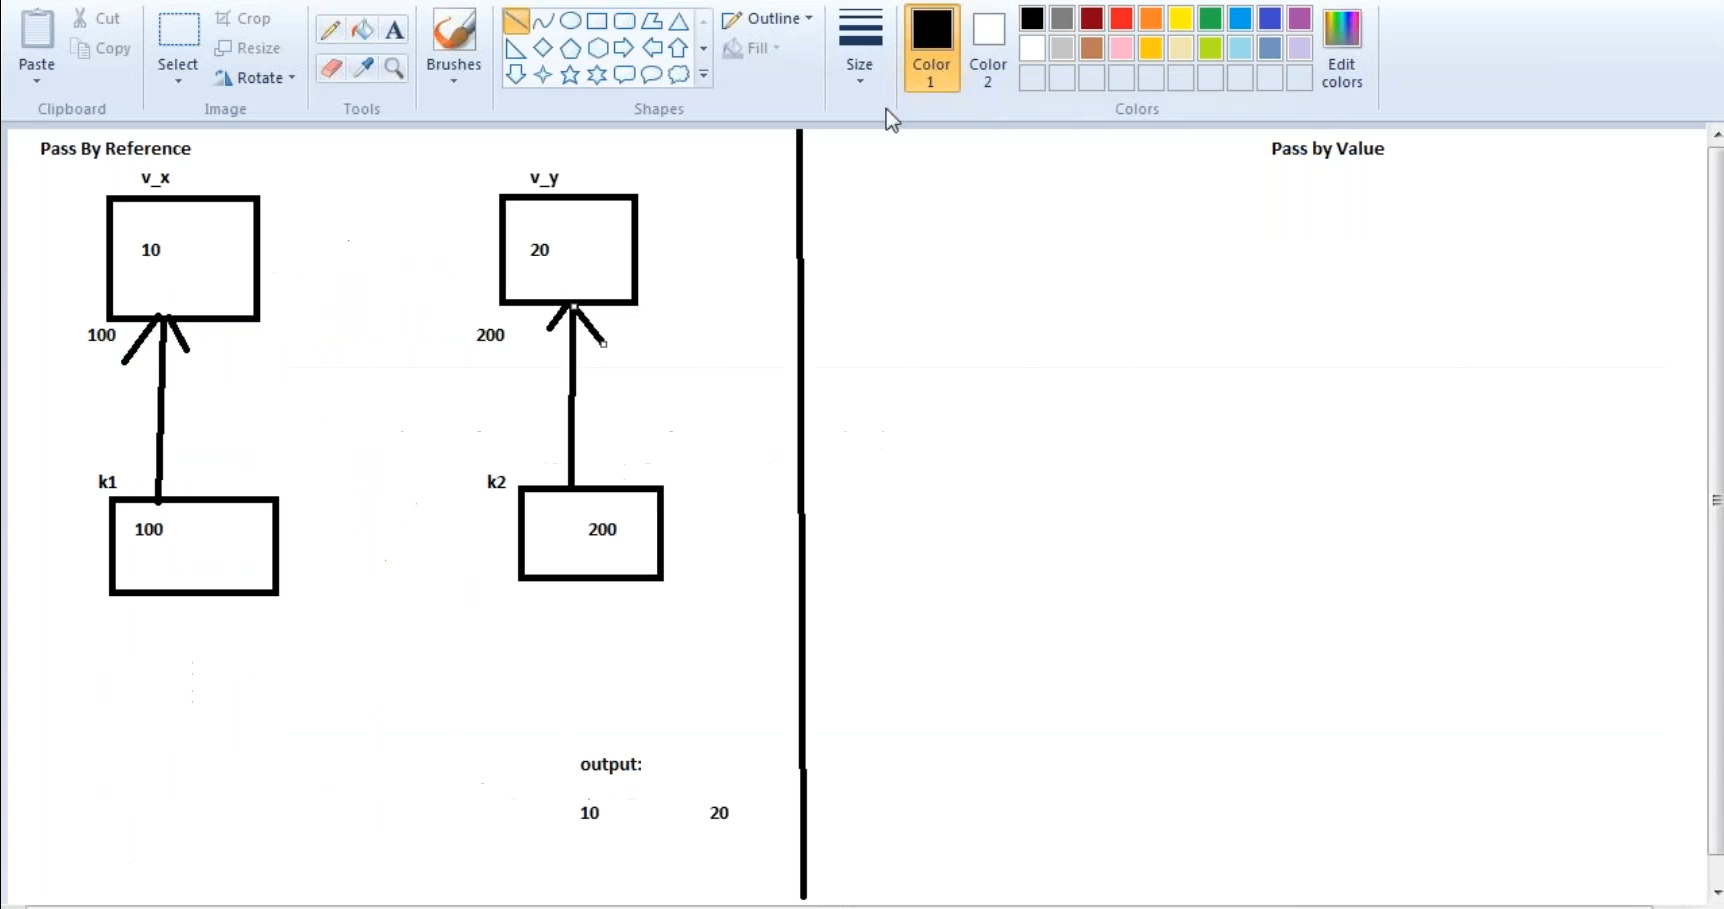 Cut
Copy
Paste
Clipboard
Crop
Resize
Select
Rotate
Image
A
Tools
Brushes
Outline
Fill
Shapes
Size
Color 1
Color 2
Edit colors
Colors
Pass By Reference
Pass by Value
v_x
v_y
10
20
100
200
k1
k2
100
200
output:
10 20